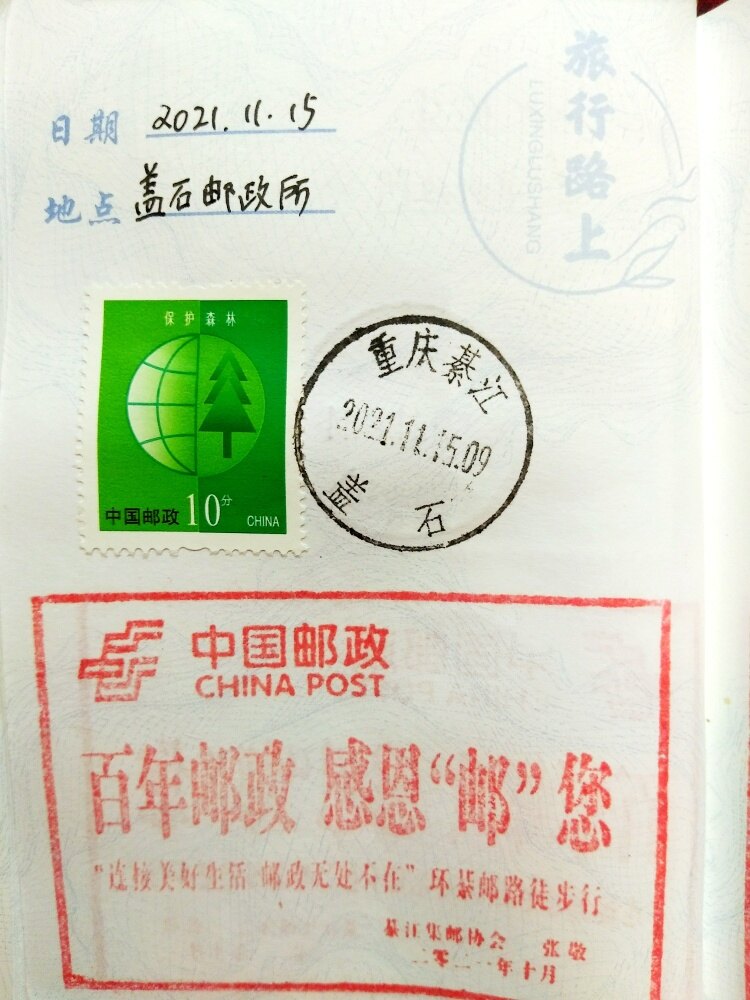 旅行路上
LUXINGLUSHANG
日期 2021.11.15
地点 盖石邮政所
保护森林
中国邮政 10分 CHINA
重庆綦江
2021.11.15.09
盖石
中国邮政
CHINA POST
百年邮政 感恩“邮”您
“连接美好生活 邮政无处不在”环綦邮路徒步行
綦江集邮协会 张敬
二零二一年十月